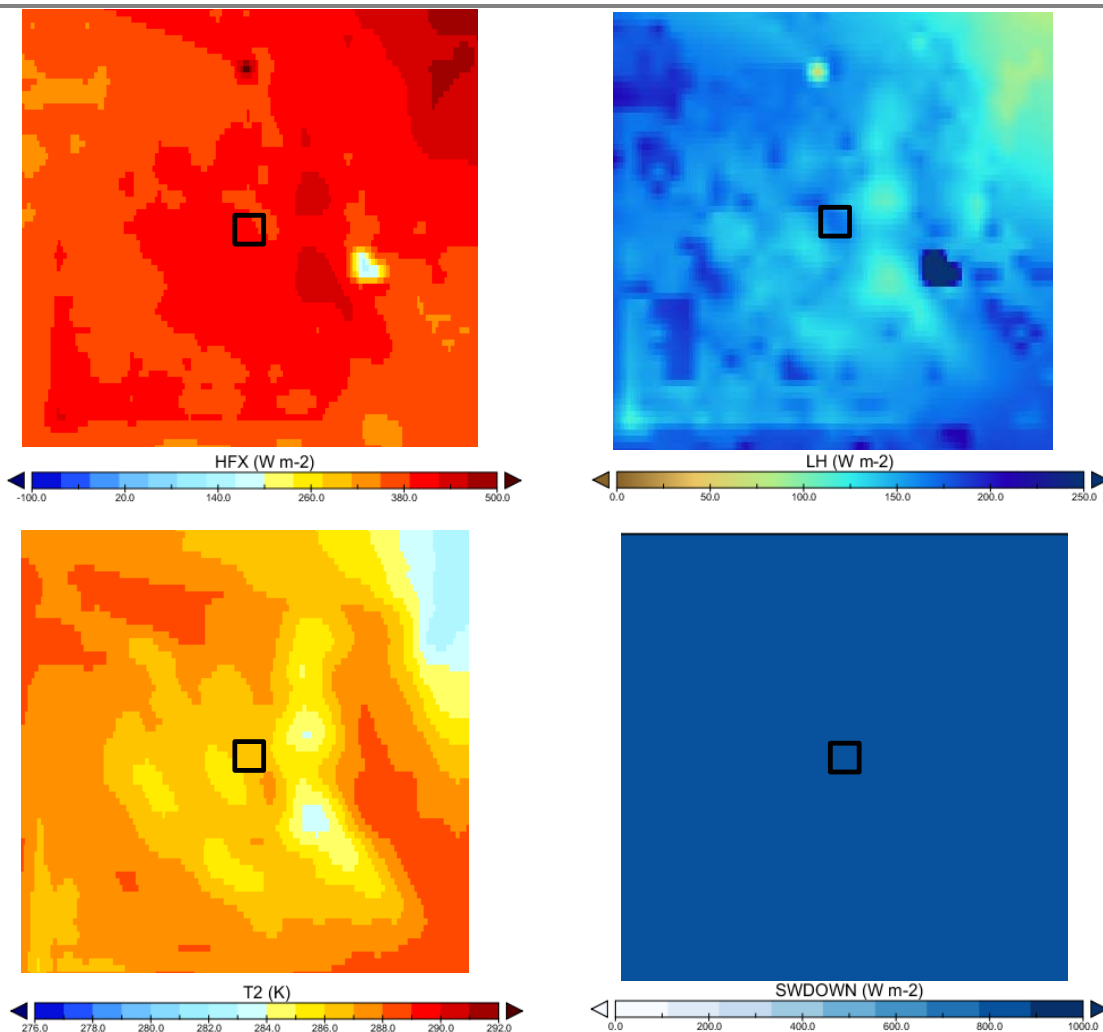 HFX (W m-2)
-100.0 20.0 140.0 260.0 380.0 500.0
LH (W m-2)
0.0 50.0 100.0 150.0 200.0 250.0
T2 (K)
276.0 278.0 280.0 282.0 284.0 286.0 288.0 290.0 292.0
SWDOWN (W m-2)
0.0 200.0 400.0 600.0 800.0 1000.0